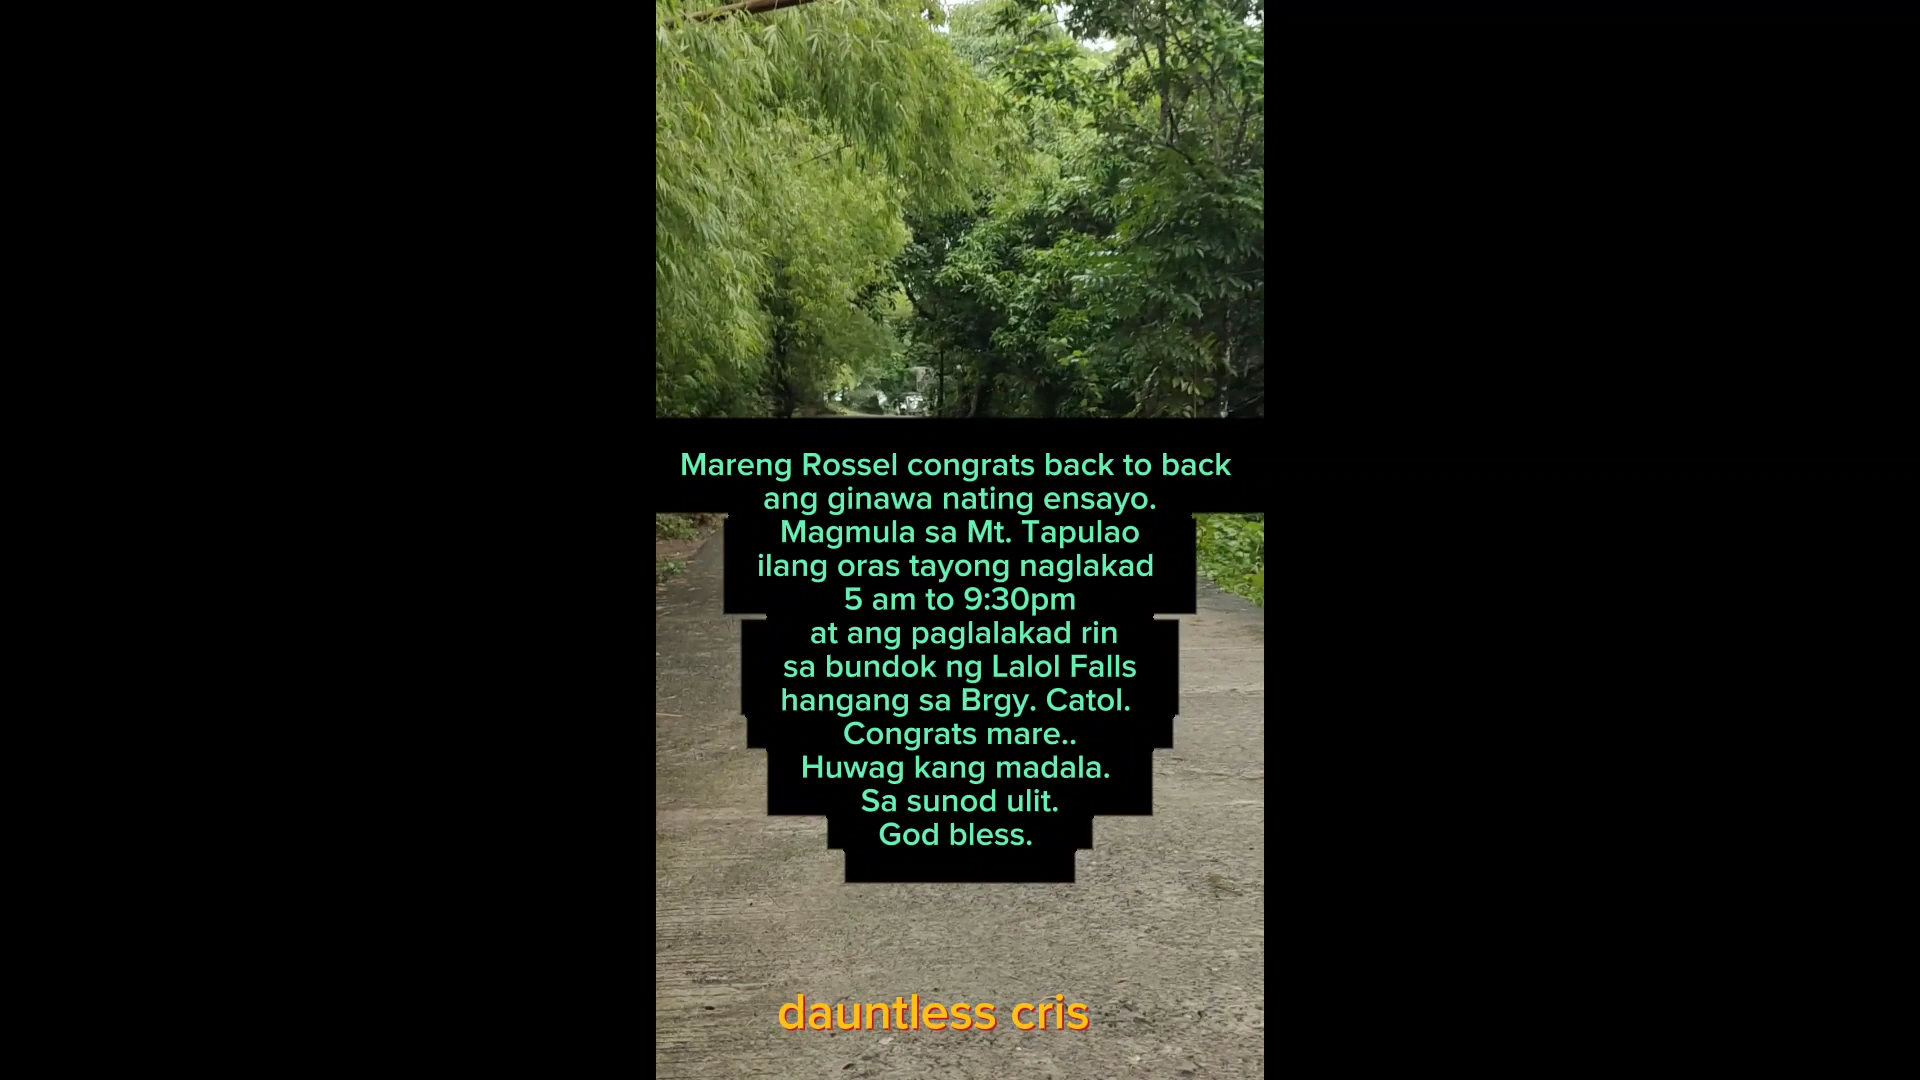 Mareng Rossel congrats back to back
ang ginawa nating ensayo.
Magmula sa Mt. Tapulao
ilang oras tayong naglakad
5 am to 9:30pm
at ang paglalakad rin
sa bundok ng Lalol Falls
hangang sa Brgy. Catol.
Congrats mare..
Huwag kang madala.
Sa sunod ulit.
God bless.
dauntless cris